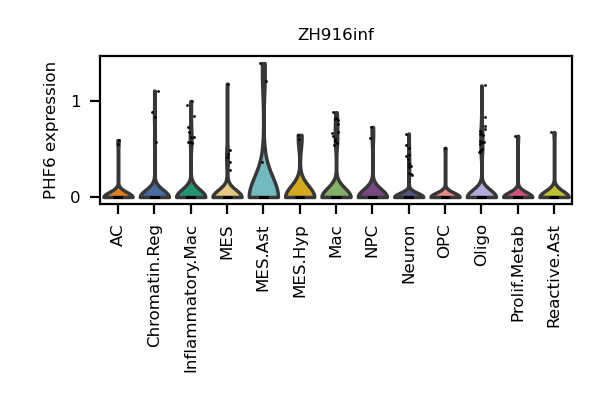 ZH916inf
PHF6 expression
1
0
AC
Chromatin.Reg
Inflammatory.Mac
MES
MES.Ast
MES.Hyp
Mac
NPC
Neuron
OPC
Oligo
Prolif.Metab
Reactive.Ast